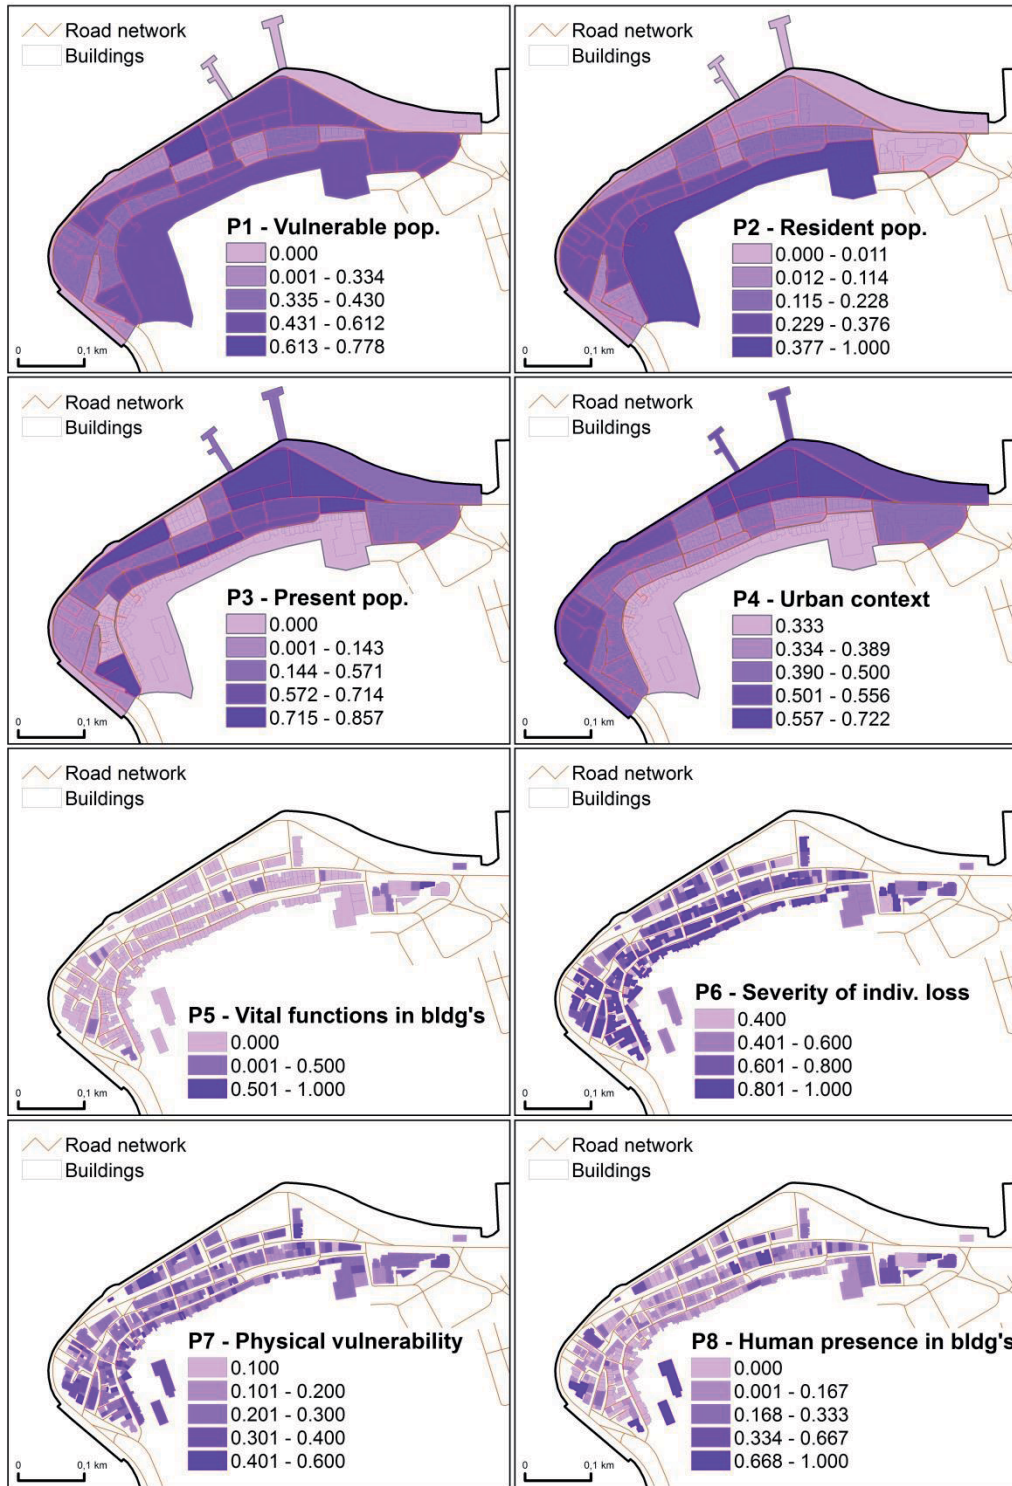 Road network
Buildings
P1 - Vulnerable pop.
0.000
0.001 - 0.334
0.335 - 0.430
0.431 - 0.612
0.613 - 0.778
0
0,1 km
Road network
Buildings
P2 - Resident pop.
0.000 - 0.011
0.012 - 0.114
0.115 - 0.228
0.229 - 0.376
0.377 - 1.000
0
0,1 km
Road network
Buildings
P3 - Present pop.
0.000
0.001 - 0.143
0.144 - 0.571
0.572 - 0.714
0.715 - 0.857
0
0,1 km
Road network
Buildings
P4 - Urban context
0.333
0.334 - 0.389
0.390 - 0.500
0.501 - 0.556
0.557 - 0.722
0
0,1 km
Road network
Buildings
P5 - Vital functions in bldg's
0.000
0.001 - 0.500
0.501 - 1.000
0
0,1 km
Road network
Buildings
P6 - Severity of indiv. loss
0.400
0.401 - 0.600
0.601 - 0.800
0.801 - 1.000
0
0,1 km
Road network
Buildings
P7 - Physical vulnerability
0.100
0.101 - 0.200
0.201 - 0.300
0.301 - 0.400
0.401 - 0.600
0
0,1 km
Road network
Buildings
P8 - Human presence in bldg's
0.000
0.001 - 0.167
0.168 - 0.333
0.334 - 0.667
0.668 - 1.000
0
0,1 km